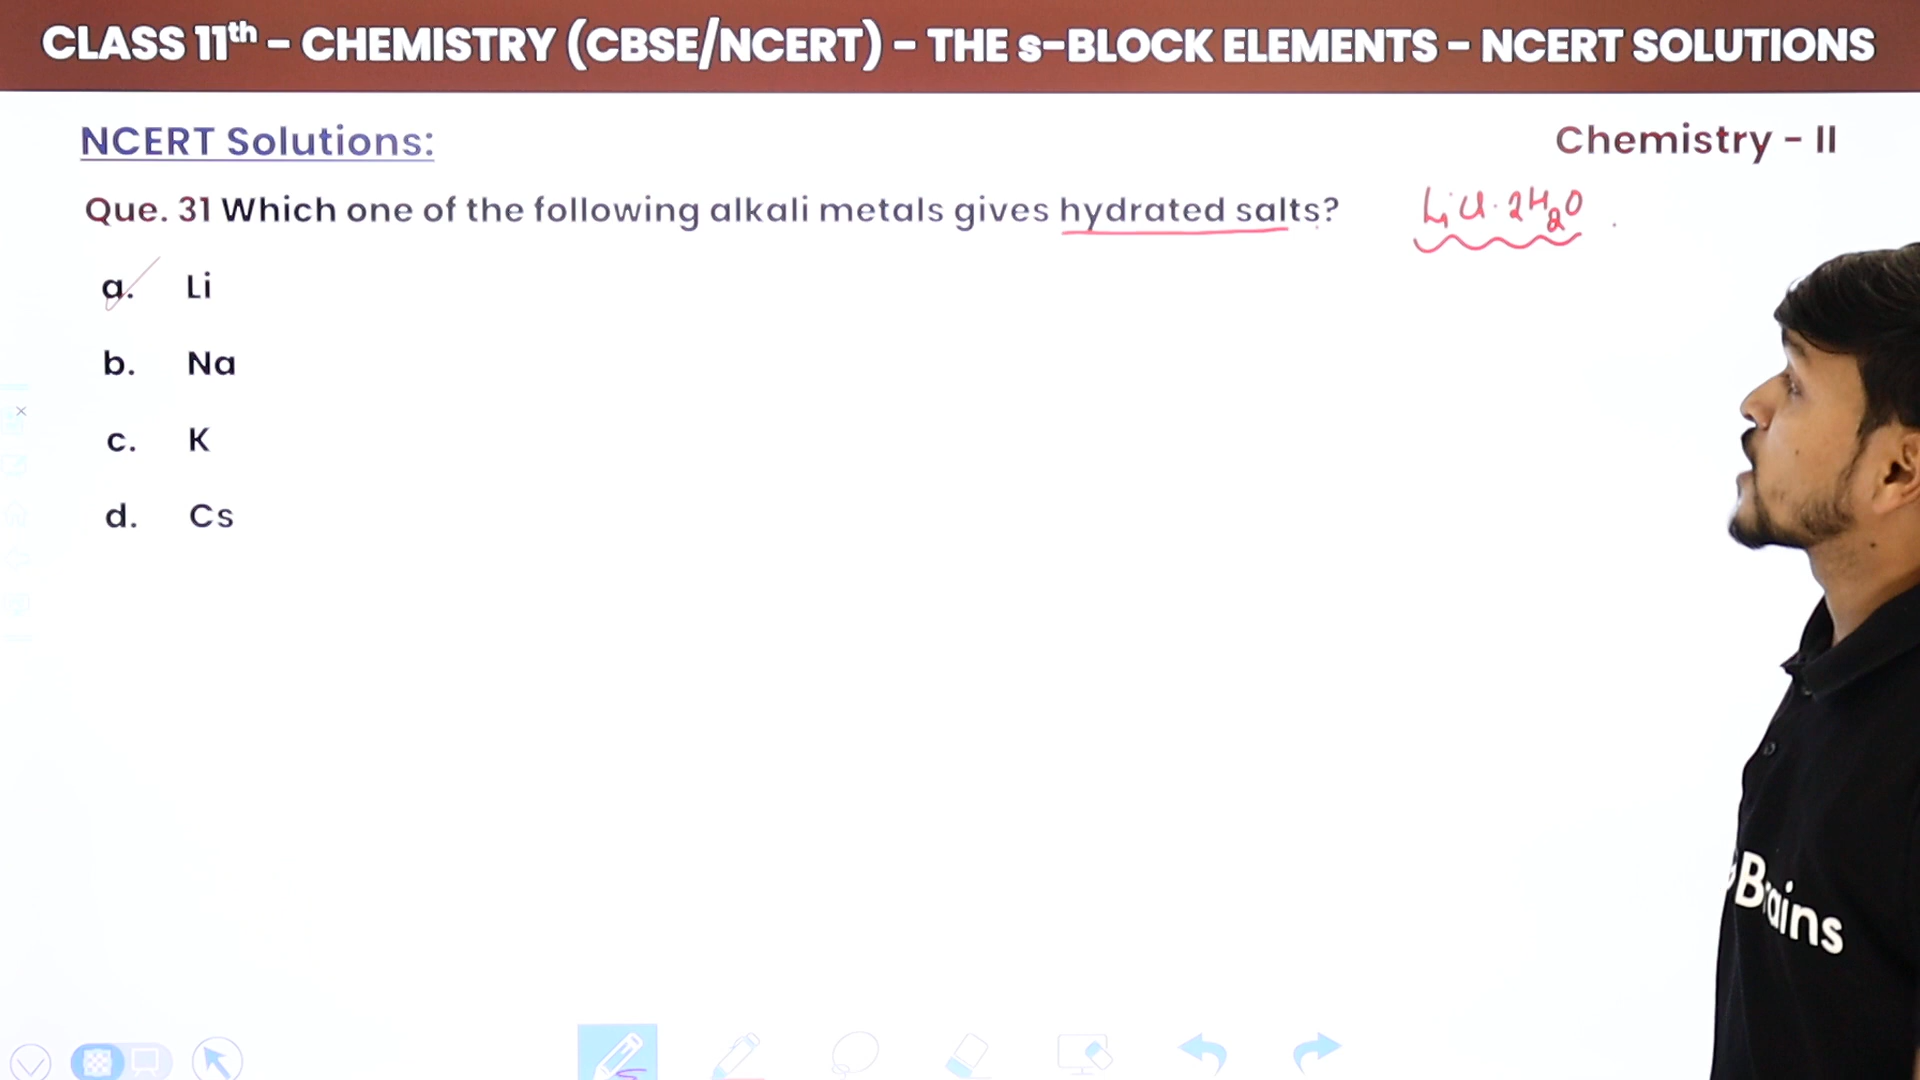 CLASS 11th – CHEMISTRY (CBSE/NCERT) – THE s–BLOCK ELEMENTS – NCERT SOLUTIONS
NCERT Solutions:
Chemistry – II
Que. 31 Which one of the following alkali metals gives hydrated salts?
LiCl·2H₂O
a. Li
b. Na
c. K
d. Cs
Brains